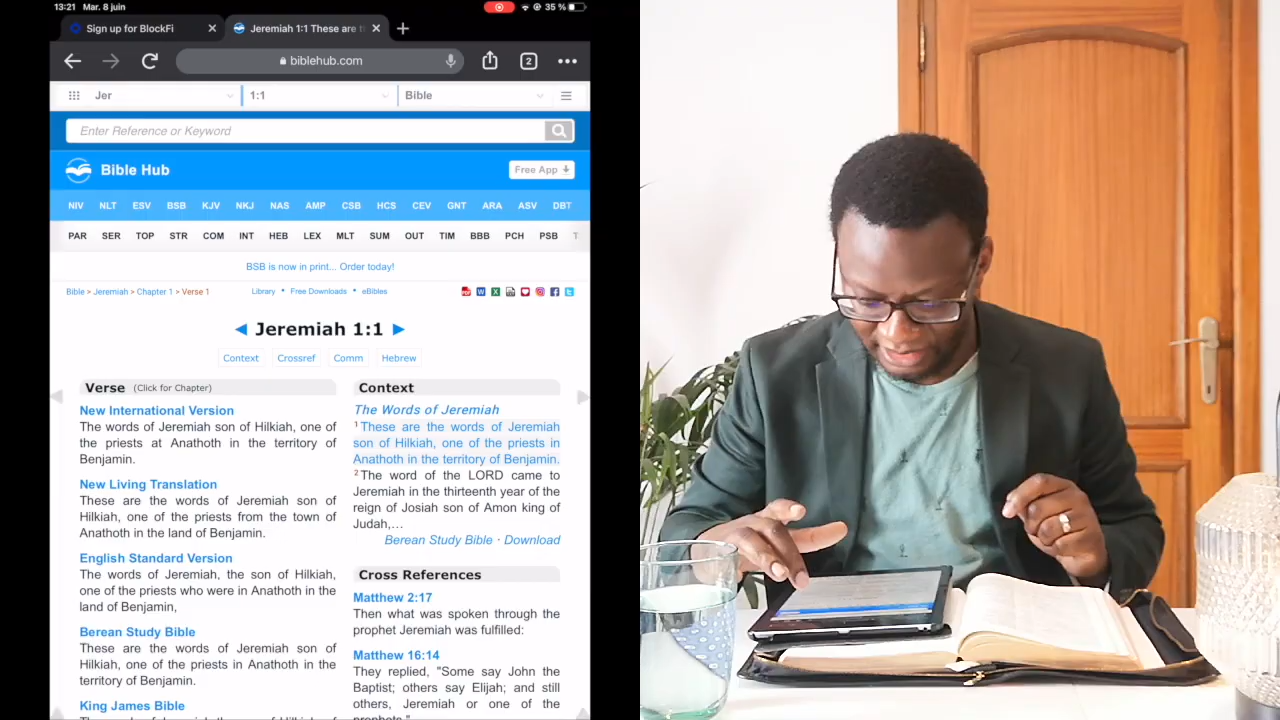 13:21 Mar. 8 juin 35 %
Sign up for BlockFi
Jeremiah 1:1 These are t
biblehub.com
2
Jer
1:1
Bible
Enter Reference or Keyword
Bible Hub
Free App
NIV NLT ESV BSB KJV NKJ NAS AMP CSB HCS CEV GNT ARA ASV DBT
PAR SER TOP STR COM INT HEB LEX MLT SUM OUT TIM BBB PCH PSB T
BSB is now in print... Order today!
Bible > Jeremiah > Chapter 1 > Verse 1
Library • Free Downloads • eBibles
◄ Jeremiah 1:1 ►
Context Crossref Comm Hebrew
Verse (Click for Chapter)
New International Version
The words of Jeremiah son of Hilkiah, one of
the priests at Anathoth in the territory of
Benjamin.
New Living Translation
These are the words of Jeremiah son of
Hilkiah, one of the priests from the town of
Anathoth in the land of Benjamin.
English Standard Version
The words of Jeremiah, the son of Hilkiah,
one of the priests who were in Anathoth in the
land of Benjamin,
Berean Study Bible
These are the words of Jeremiah son of
Hilkiah, one of the priests in Anathoth in the
territory of Benjamin.
King James Bible
Context
The Words of Jeremiah
1 These are the words of Jeremiah
son of Hilkiah, one of the priests in
Anathoth in the territory of Benjamin.
2 The word of the LORD came to
Jeremiah in the thirteenth year of the
reign of Josiah son of Amon king of
Judah,…
Berean Study Bible · Download
Cross References
Matthew 2:17
Then what was spoken through the
prophet Jeremiah was fulfilled:
Matthew 16:14
They replied, "Some say John the
Baptist; others say Elijah; and still
others, Jeremiah or one of the
prophets."